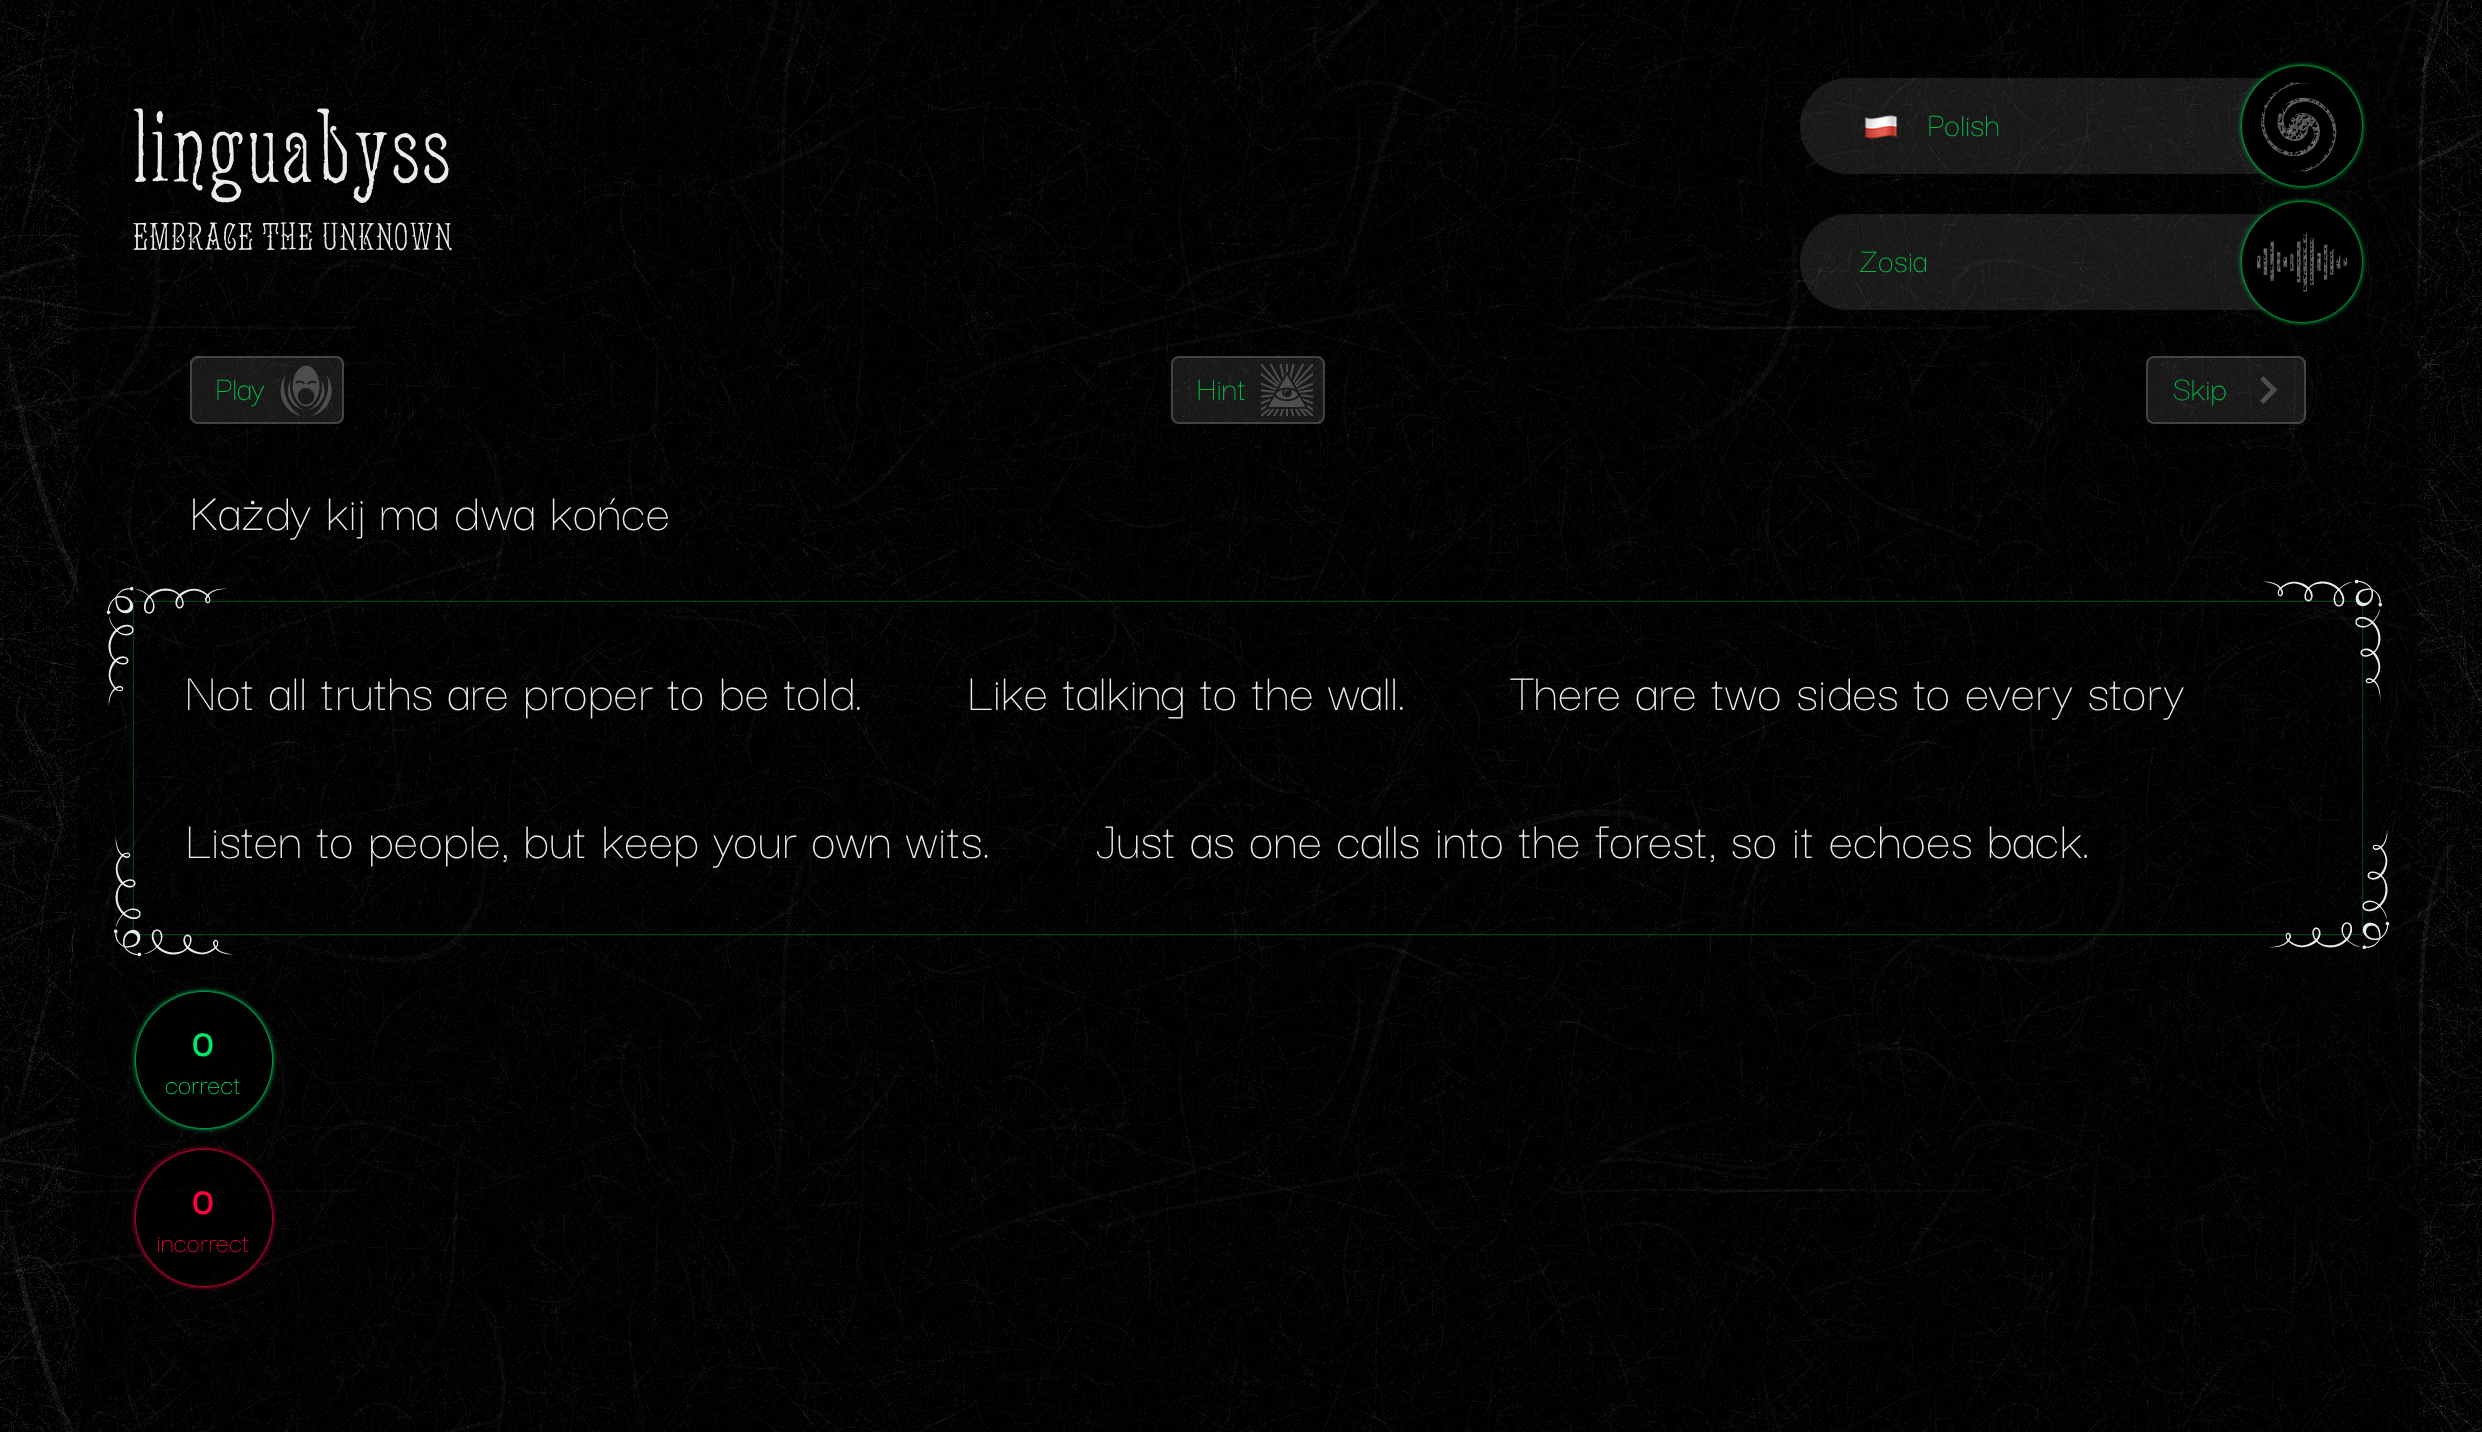 linguabyss
EMBRACE THE UNKNOWN
Polish
Zosia
Play
Hint
Skip
Każdy kij ma dwa końce
Not all truths are proper to be told.
Like talking to the wall.
There are two sides to every story
Listen to people, but keep your own wits.
Just as one calls into the forest, so it echoes back.
0
correct
0
incorrect